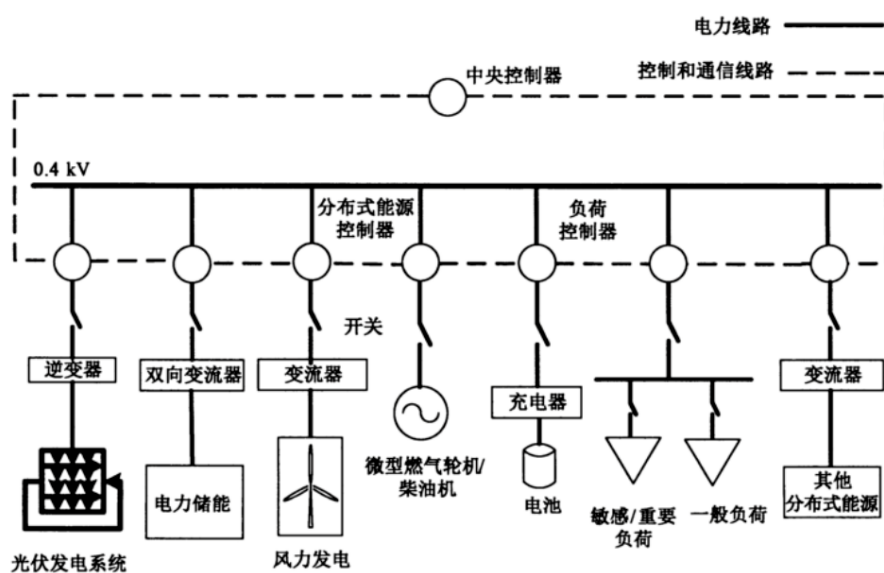 电力线路
中央控制器
控制和通信线路
0.4 kV
分布式能源
控制器
负荷
控制器
开关
逆变器
双向变流器
变流器
充电器
变流器
微型燃气轮机/
柴油机
电力储能
电池
敏感/重要
负荷
一般负荷
其他
分布式能源
光伏发电系统
风力发电